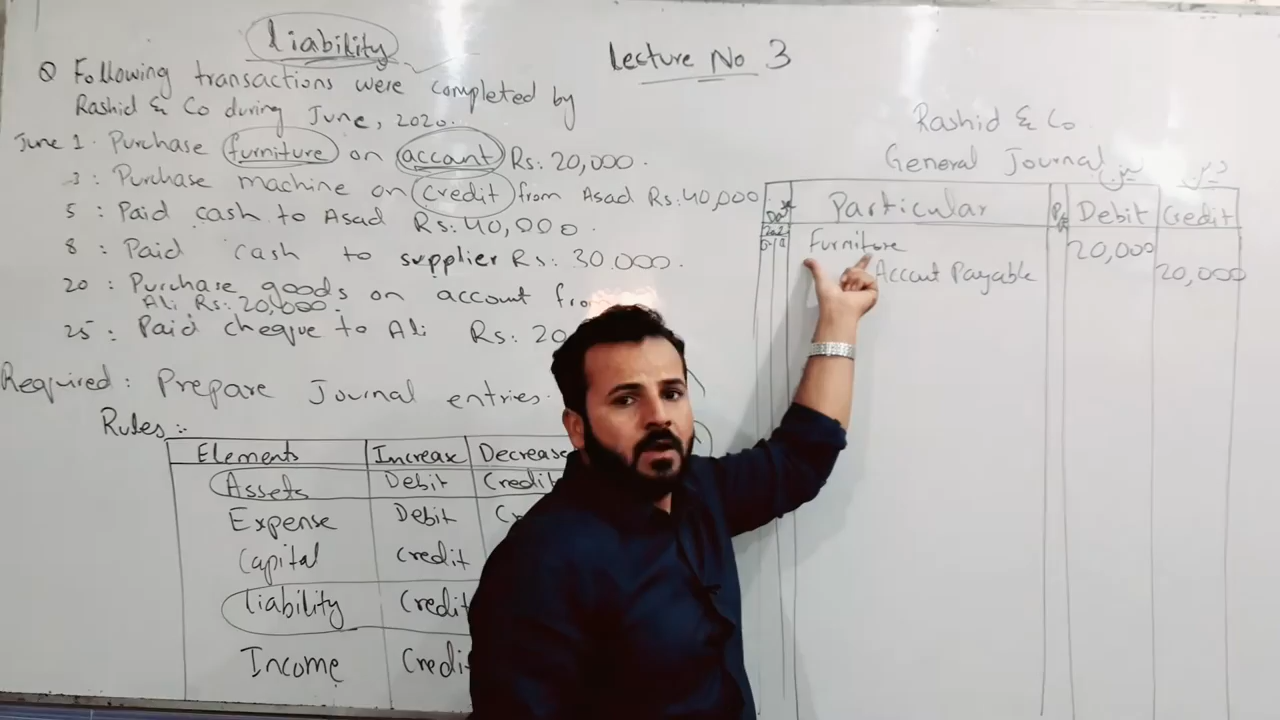 Liability
Lecture No 3
Q Following transactions were completed by
Rashid & Co during June, 2020.
June 1. Purchase furniture on account Rs: 20,000.
3: Purchase machine on credit from Asad Rs: 40,000
5: Paid cash to Asad Rs: 40,000.
8: Paid cash to supplier Rs: 30.000.
20: Purchase goods on account
Ali Rs: 20,000.
25: Paid cheque to Ali Rs: 20
Required: Prepare Journal entries.
Rules:-
Elements Increase Decrease
Assets Debit Credit
Expense Debit
Capital Credit
Liability Credit
Income Credi
Rashid & Co
General Journal
Particular Debit Credit
Furniture 20,000
Accout Payable 20,000